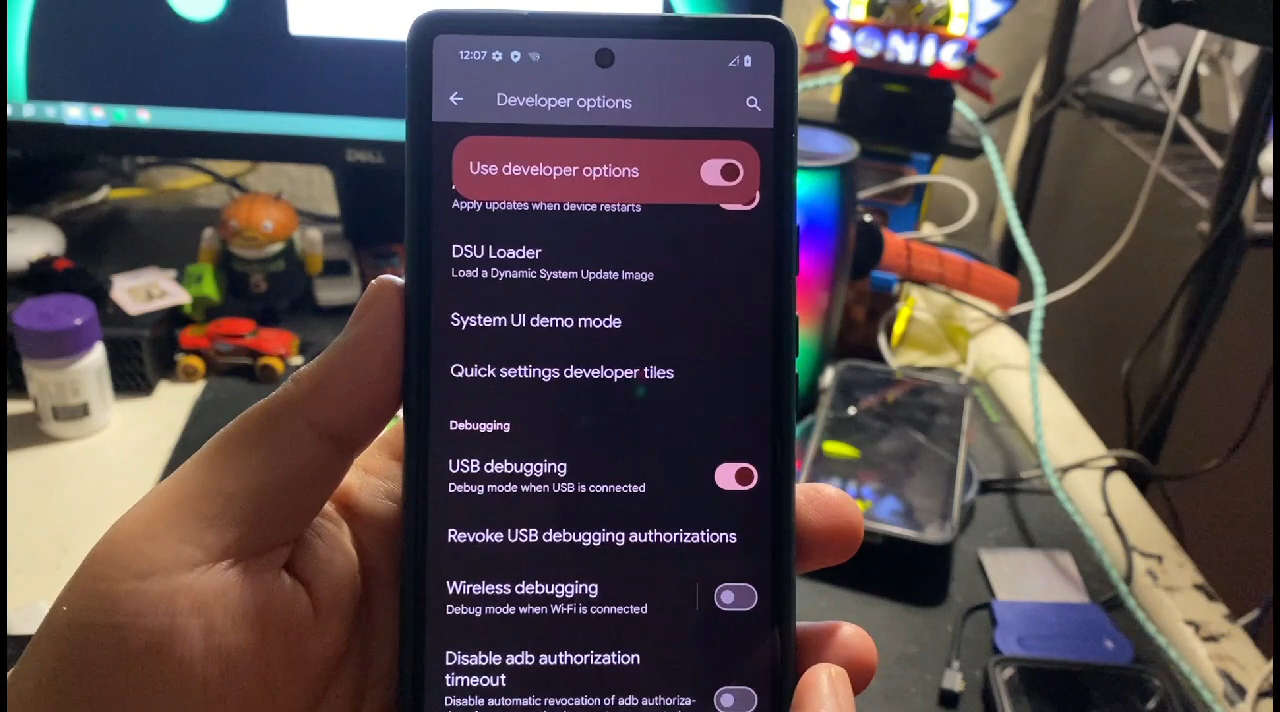 SONIC
12:07
Developer options
DELL
Use developer options
Apply updates when device restarts
DSU Loader
Load a Dynamic System Update Image
System UI demo mode
Quick settings developer tiles
Debugging
USB debugging
Debug mode when USB is connected
Revoke USB debugging authorizations
Wireless debugging
Debug mode when Wi-Fi is connected
Disable adb authorization
timeout
Disable automatic revocation of adb authoriza-